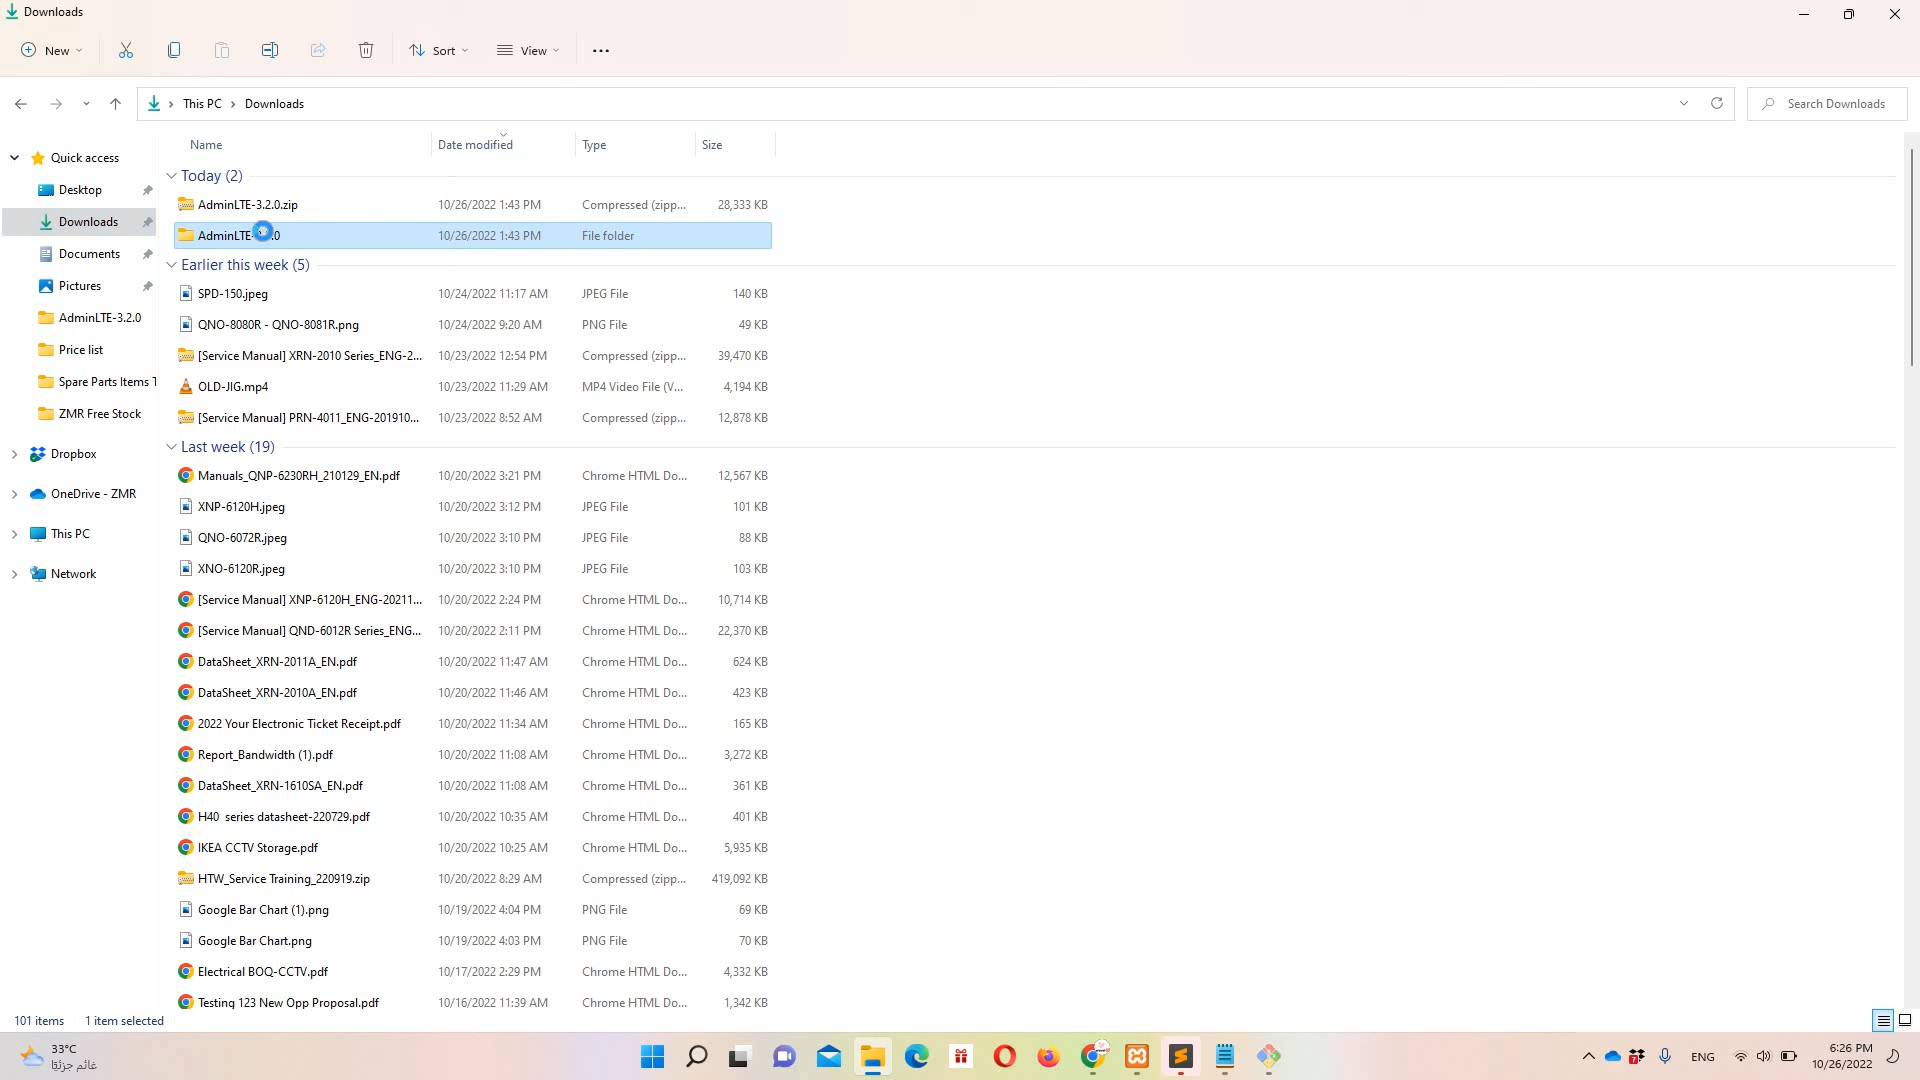 Downloads
New
Sort
View
This PC
Downloads
Search Downloads
Name
Date modified
Type
Size
Quick access
Desktop
Downloads
Documents
Pictures
AdminLTE-3.2.0
Price list
Spare Parts Items T
ZMR Free Stock
Dropbox
OneDrive - ZMR
This PC
Network
Today (2)
AdminLTE-3.2.0.zip 10/26/2022 1:43 PM Compressed (zipp... 28,333 KB
AdminLTE- .0 10/26/2022 1:43 PM File folder
Earlier this week (5)
SPD-150.jpeg 10/24/2022 11:17 AM JPEG File 140 KB
QNO-8080R - QNO-8081R.png 10/24/2022 9:20 AM PNG File 49 KB
[Service Manual] XRN-2010 Series_ENG-2... 10/23/2022 12:54 PM Compressed (zipp... 39,470 KB
OLD-JIG.mp4 10/23/2022 11:29 AM MP4 Video File (V... 4,194 KB
[Service Manual] PRN-4011_ENG-201910... 10/23/2022 8:52 AM Compressed (zipp... 12,878 KB
Last week (19)
Manuals_QNP-6230RH_210129_EN.pdf 10/20/2022 3:21 PM Chrome HTML Do... 12,567 KB
XNP-6120H.jpeg 10/20/2022 3:12 PM JPEG File 101 KB
QNO-6072R.jpeg 10/20/2022 3:10 PM JPEG File 88 KB
XNO-6120R.jpeg 10/20/2022 3:10 PM JPEG File 103 KB
[Service Manual] XNP-6120H_ENG-20211... 10/20/2022 2:24 PM Chrome HTML Do... 10,714 KB
[Service Manual] QND-6012R Series_ENG... 10/20/2022 2:11 PM Chrome HTML Do... 22,370 KB
DataSheet_XRN-2011A_EN.pdf 10/20/2022 11:47 AM Chrome HTML Do... 624 KB
DataSheet_XRN-2010A_EN.pdf 10/20/2022 11:46 AM Chrome HTML Do... 423 KB
2022 Your Electronic Ticket Receipt.pdf 10/20/2022 11:34 AM Chrome HTML Do... 165 KB
Report_Bandwidth (1).pdf 10/20/2022 11:08 AM Chrome HTML Do... 3,272 KB
DataSheet_XRN-1610SA_EN.pdf 10/20/2022 11:08 AM Chrome HTML Do... 361 KB
H40 series datasheet-220729.pdf 10/20/2022 10:35 AM Chrome HTML Do... 401 KB
IKEA CCTV Storage.pdf 10/20/2022 10:25 AM Chrome HTML Do... 5,935 KB
HTW_Service Training_220919.zip 10/20/2022 8:29 AM Compressed (zipp... 419,092 KB
Google Bar Chart (1).png 10/19/2022 4:04 PM PNG File 69 KB
Google Bar Chart.png 10/19/2022 4:03 PM PNG File 70 KB
Electrical BOQ-CCTV.pdf 10/17/2022 2:29 PM Chrome HTML Do... 4,332 KB
Testing 123 New Opp Proposal.pdf 10/16/2022 11:39 AM Chrome HTML Do... 1,342 KB
101 items
1 item selected
33°C
غائم جزئيًا
ENG
6:26 PM
10/26/2022